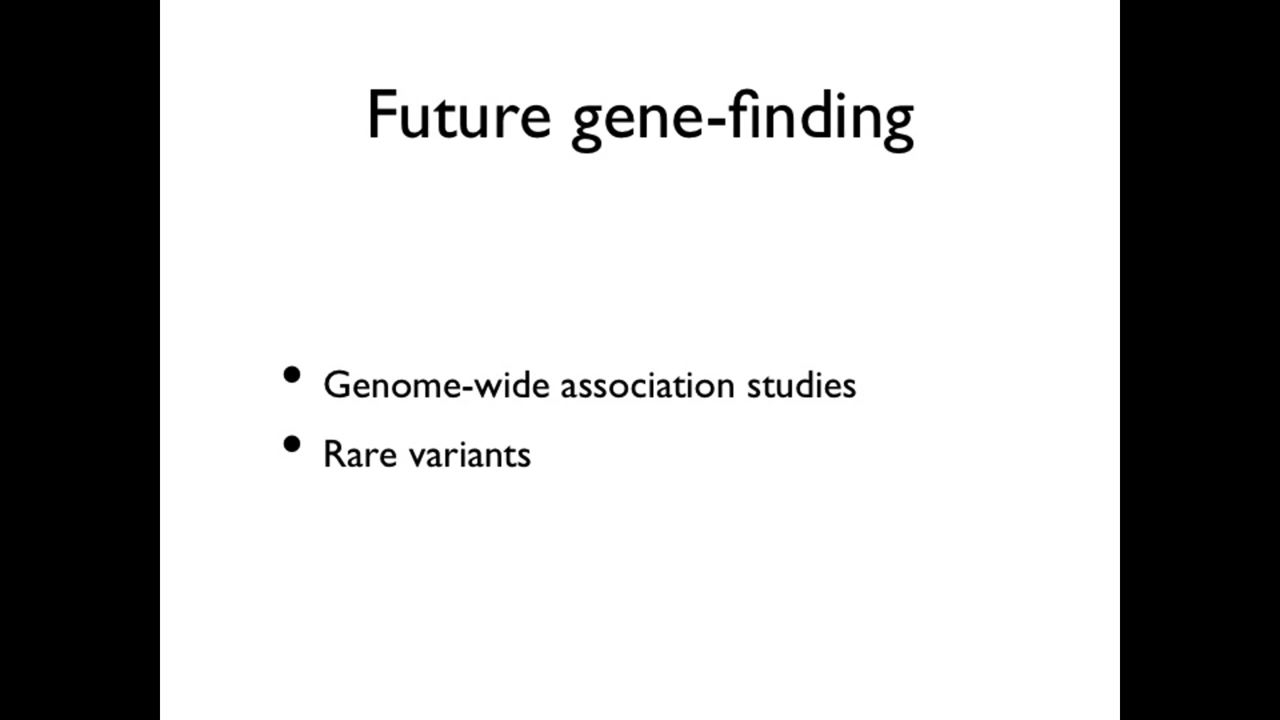 Future gene-finding
• Genome-wide association studies
• Rare variants